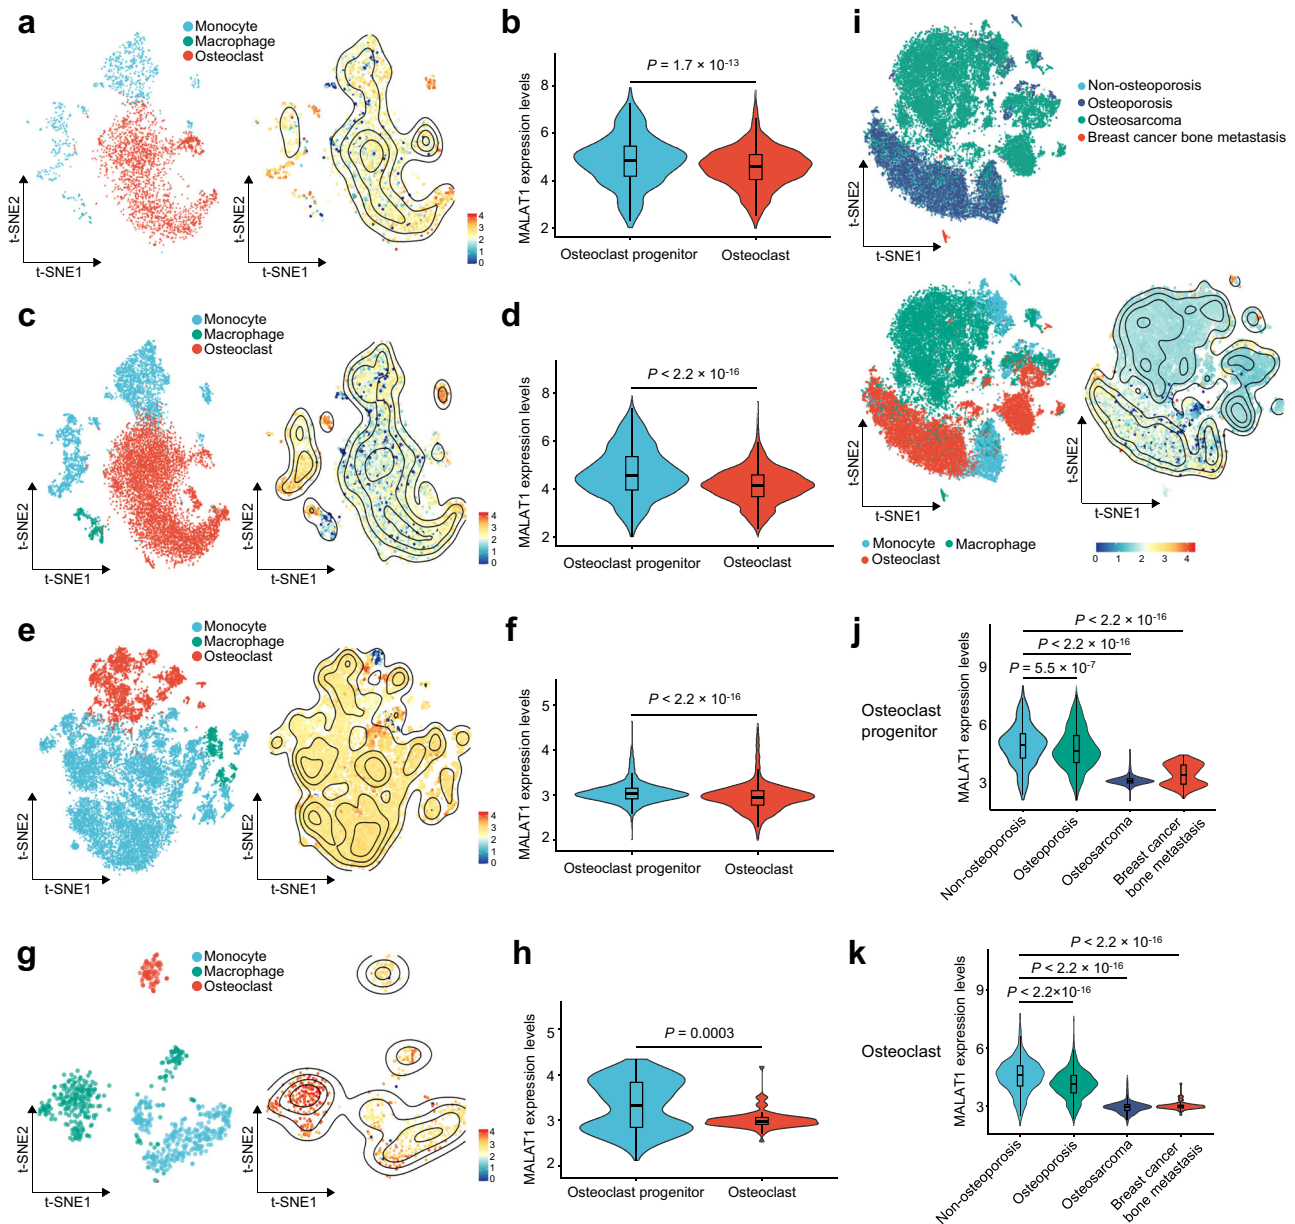 a
Monocyte
Macrophage
Osteoclast
t-SNE2
t-SNE1
t-SNE2
t-SNE1
4
3
2
1
0
b
P = 1.7 × 10-13
MALAT1 expression levels
8
6
4
2
Osteoclast progenitor
Osteoclast
c
Monocyte
Macrophage
Osteoclast
t-SNE2
t-SNE1
t-SNE2
t-SNE1
4
3
2
1
0
d
P < 2.2 × 10-16
MALAT1 expression levels
8
6
4
2
Osteoclast progenitor
Osteoclast
e
Monocyte
Macrophage
Osteoclast
t-SNE2
t-SNE1
t-SNE2
t-SNE1
4
3
2
1
0
f
P < 2.2 × 10-16
MALAT1 expression levels
5
4
3
2
Osteoclast progenitor
Osteoclast
g
Monocyte
Macrophage
Osteoclast
t-SNE2
t-SNE1
t-SNE2
t-SNE1
4
3
2
1
0
h
P = 0.0003
MALAT1 expression levels
5
4
3
2
Osteoclast progenitor
Osteoclast
i
Non-osteoporosis
Osteoporosis
Osteosarcoma
Breast cancer bone metastasis
t-SNE2
t-SNE1
t-SNE2
t-SNE1
t-SNE2
t-SNE1
Monocyte
Macrophage
Osteoclast
0 1 2 3 4
j
Osteoclast
progenitor
P < 2.2 × 10-16
P < 2.2 × 10-16
P = 5.5 × 10-7
MALAT1 expression levels
9
6
3
Non-osteoporosis
Osteoporosis
Osteosarcoma
Breast cancer
bone metastasis
k
Osteoclast
P < 2.2 × 10-16
P < 2.2 × 10-16
P < 2.2×10-16
MALAT1 expression levels
9
6
3
Non-osteoporosis
Osteoporosis
Osteosarcoma
Breast cancer
bone metastasis